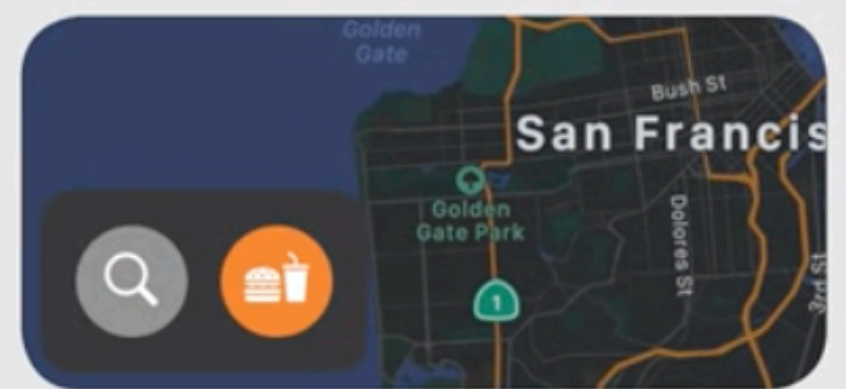 Golden
Gate
Bush St
San Francis
Golden
Gate Park
Dolores St
1
3rd St